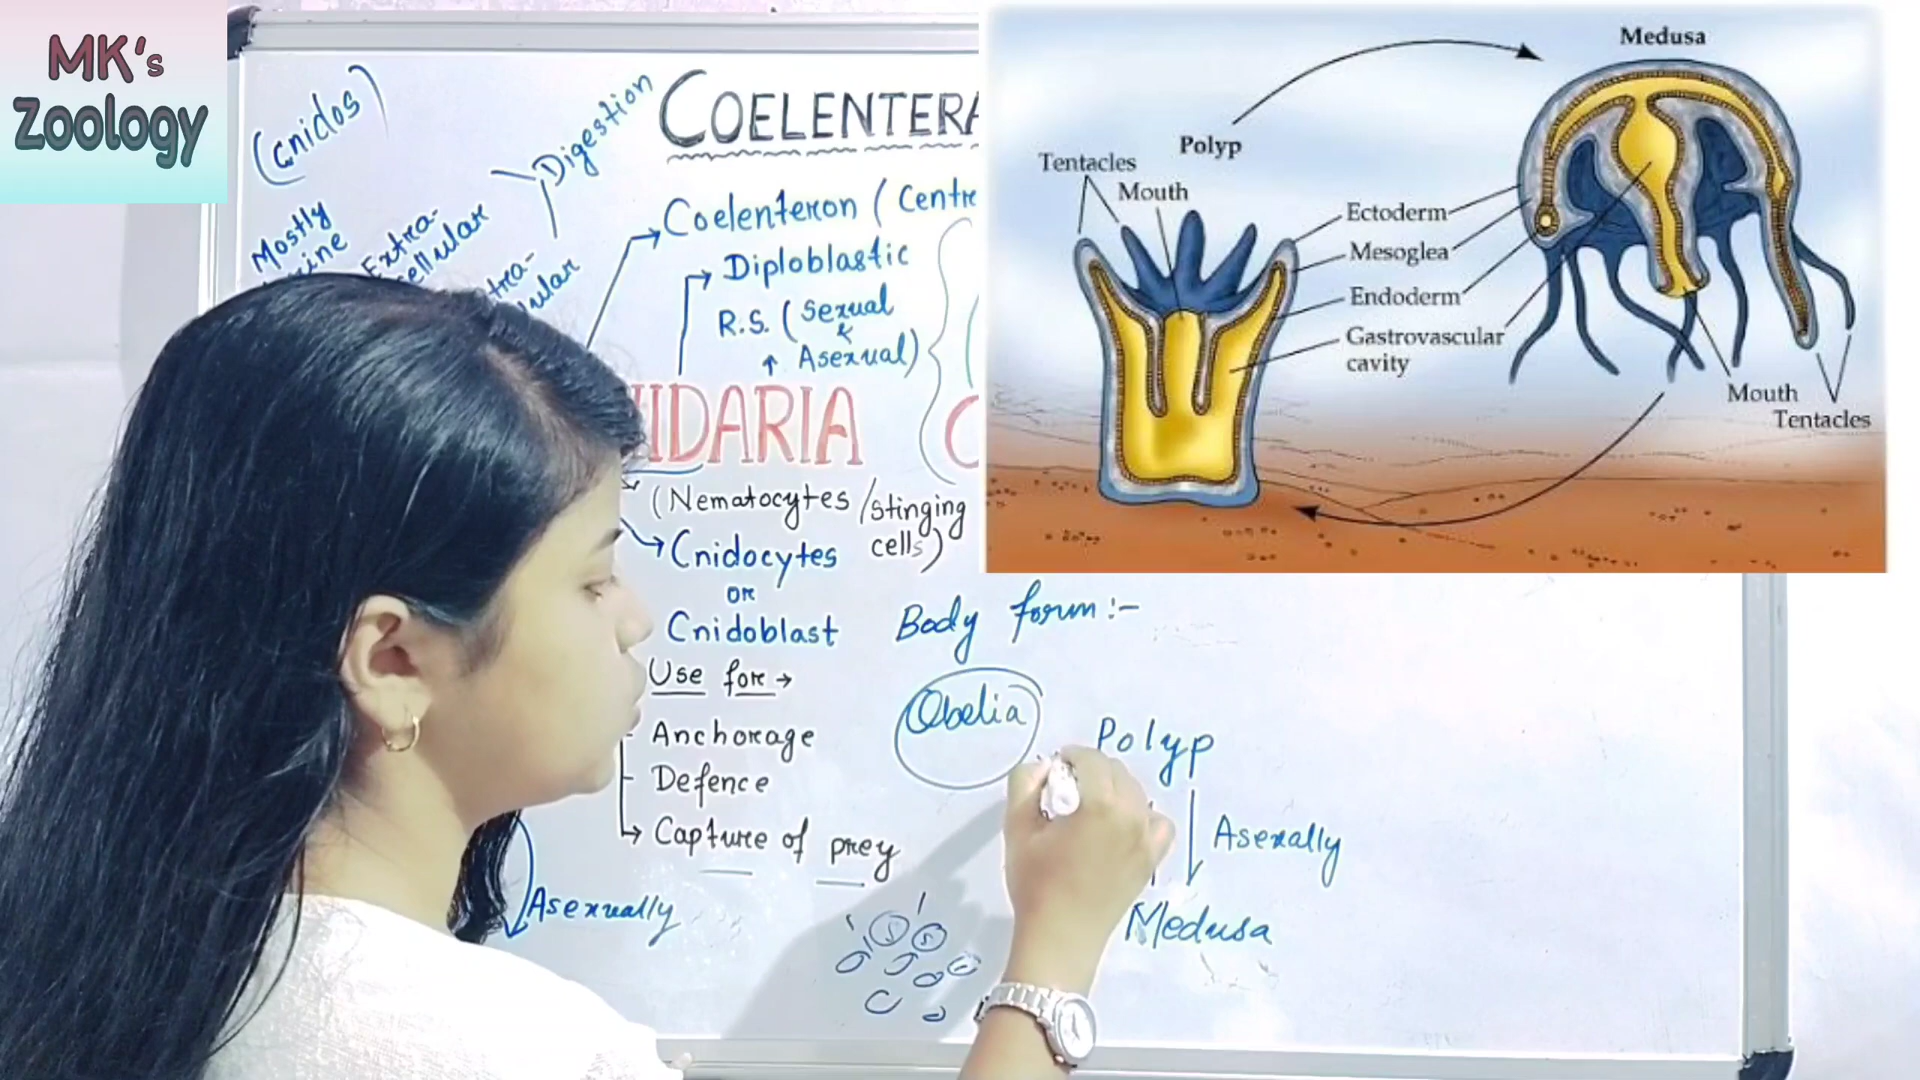 MK's
Zoology
(Cnidos)
Mostly
Extra-
cellular
Digestion
COELENTERA
Coelenteron (Centr
Diploblastic
R.S. (Sexual
&
Asexual)
IDARIA
(Nematocytes /stinging
cells)
Cnidocytes
or
Cnidoblast
Use for →
Anchorage
Defence
Capture of prey
Asexually
Body form :-
Obelia
Polyp
Asexally
Medusa
Medusa
Polyp
Tentacles
Mouth
Ectoderm
Mesoglea
Endoderm
Gastrovascular
cavity
Mouth
Tentacles